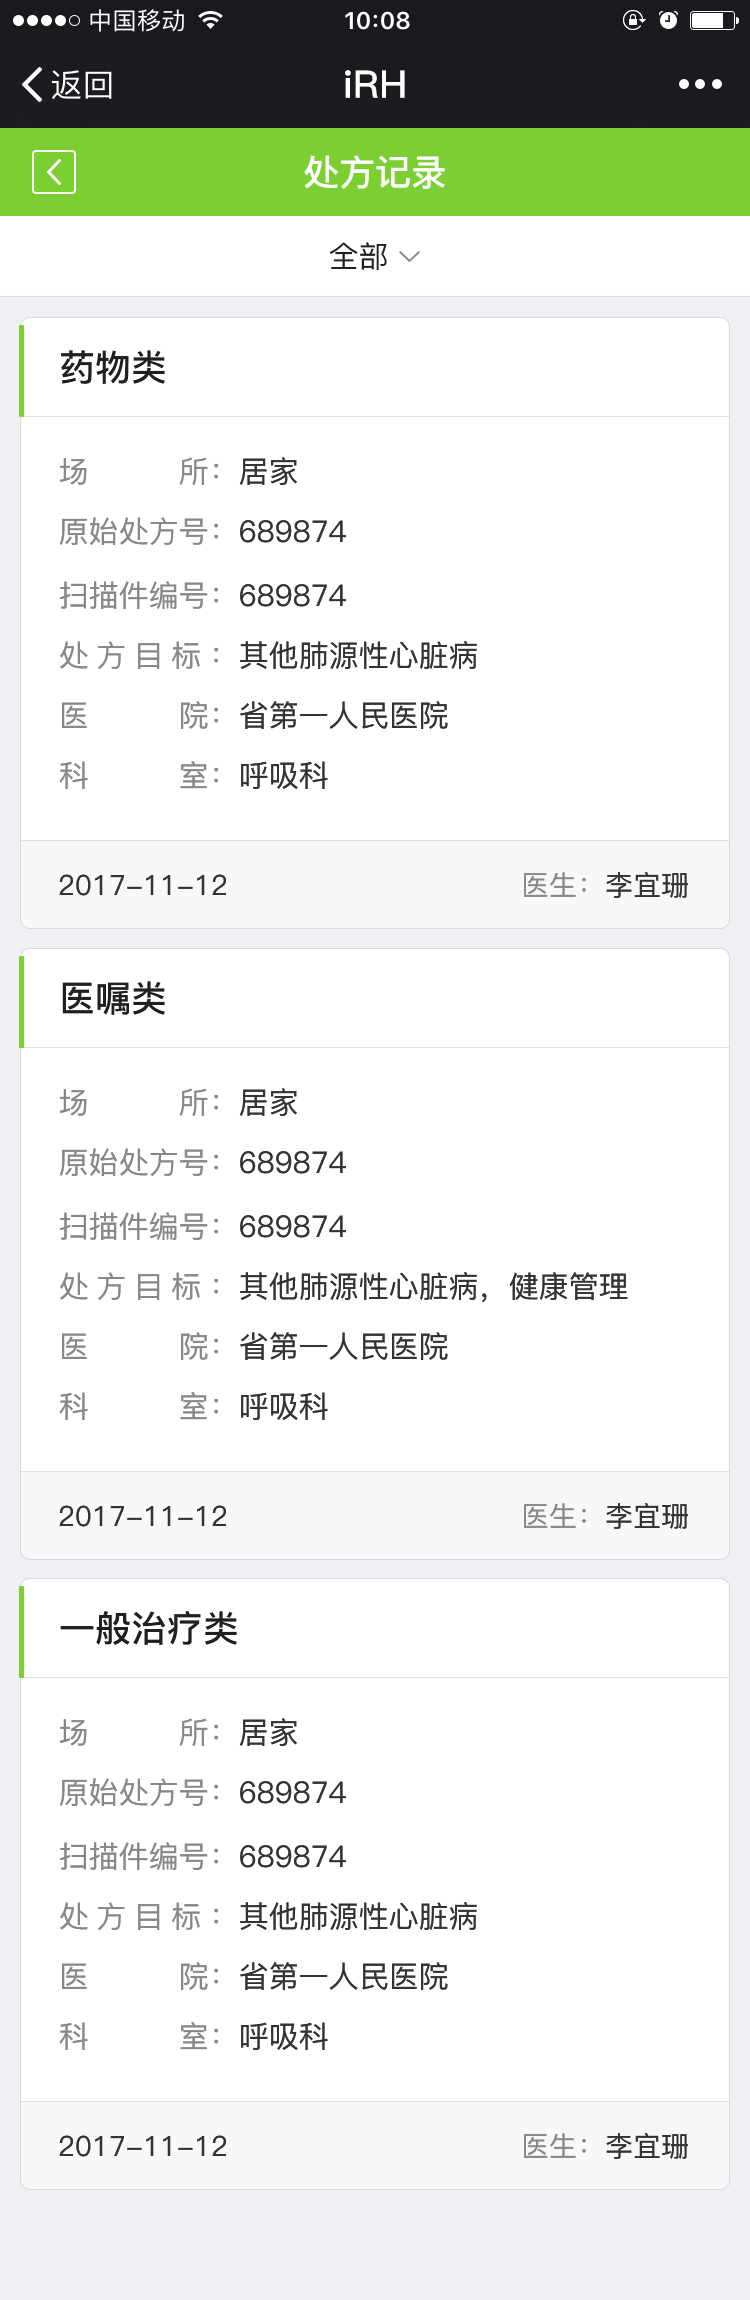 中国移动 10:08
返回 iRH
处方记录
全部
药物类
场所：居家
原始处方号：689874
扫描件编号：689874
处方目标：其他肺源性心脏病
医院：省第一人民医院
科室：呼吸科
2017-11-12 医生：李宜珊
医嘱类
场所：居家
原始处方号：689874
扫描件编号：689874
处方目标：其他肺源性心脏病，健康管理
医院：省第一人民医院
科室：呼吸科
2017-11-12 医生：李宜珊
一般治疗类
场所：居家
原始处方号：689874
扫描件编号：689874
处方目标：其他肺源性心脏病
医院：省第一人民医院
科室：呼吸科
2017-11-12 医生：李宜珊